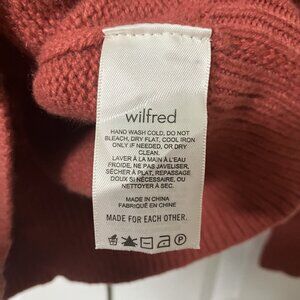 wilfred
HAND WASH COLD, DO NOT
BLEACH, DRY FLAT, COOL IRON
ONLY IF NEEDED, OR DRY
CLEAN.
LAVER À LA MAIN À L'EAU
FROIDE, NE PAS JAVELISER,
SÉCHER À PLAT, REPASSAGE
DOUX SI NÉCESSAIRE, OU
NETTOYER À SEC.
MADE IN CHINA
FABRIQUÉ EN CHINE
MADE FOR EACH OTHER.
P